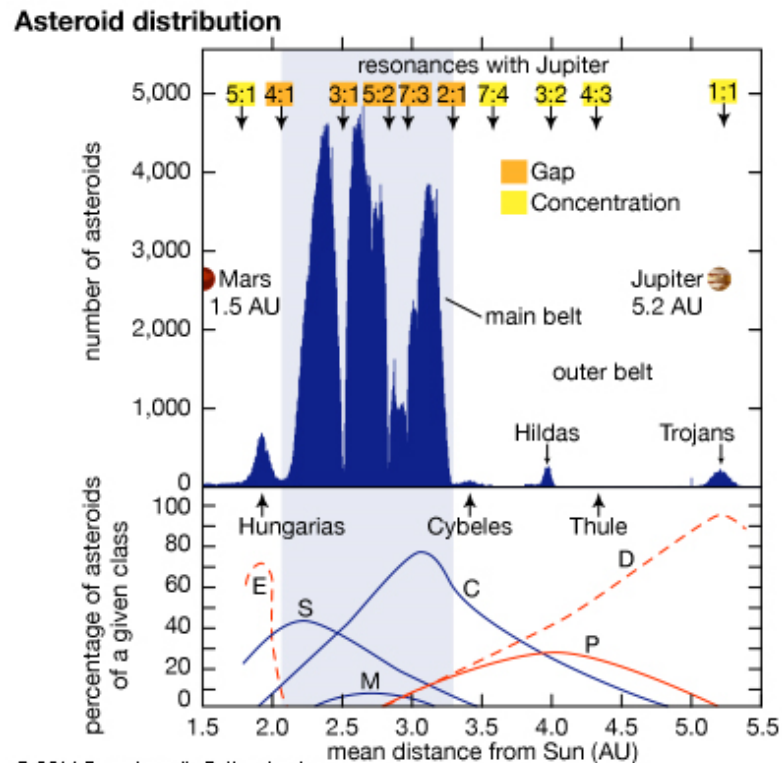 Asteroid distribution
resonances with Jupiter
5:1 4:1 3:1 5:2 7:3 2:1 7:4 3:2 4:3 1:1
5,000
4,000
3,000
2,000
1,000
0
number of asteroids
Gap
Concentration
Mars
1.5 AU
Jupiter
5.2 AU
main belt
outer belt
Hildas
Trojans
Hungarias
Cybeles
Thule
100
80
60
40
20
0
percentage of asteroids
of a given class
E
S
M
C
D
P
1.5 2.0 2.5 3.0 3.5 4.0 4.5 5.0 5.5
mean distance from Sun (AU)